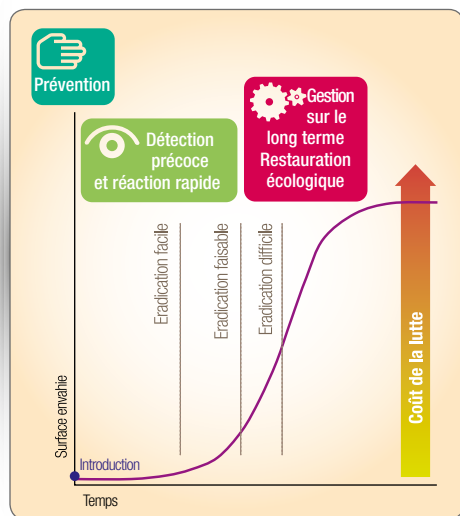 Prévention
Détection
précoce
et réaction rapide
Gestion
sur le
long terme
Restauration
écologique
Eradication facile
Eradication faisable
Eradication difficile
Coût de la lutte
Surface envahie
Introduction
Temps